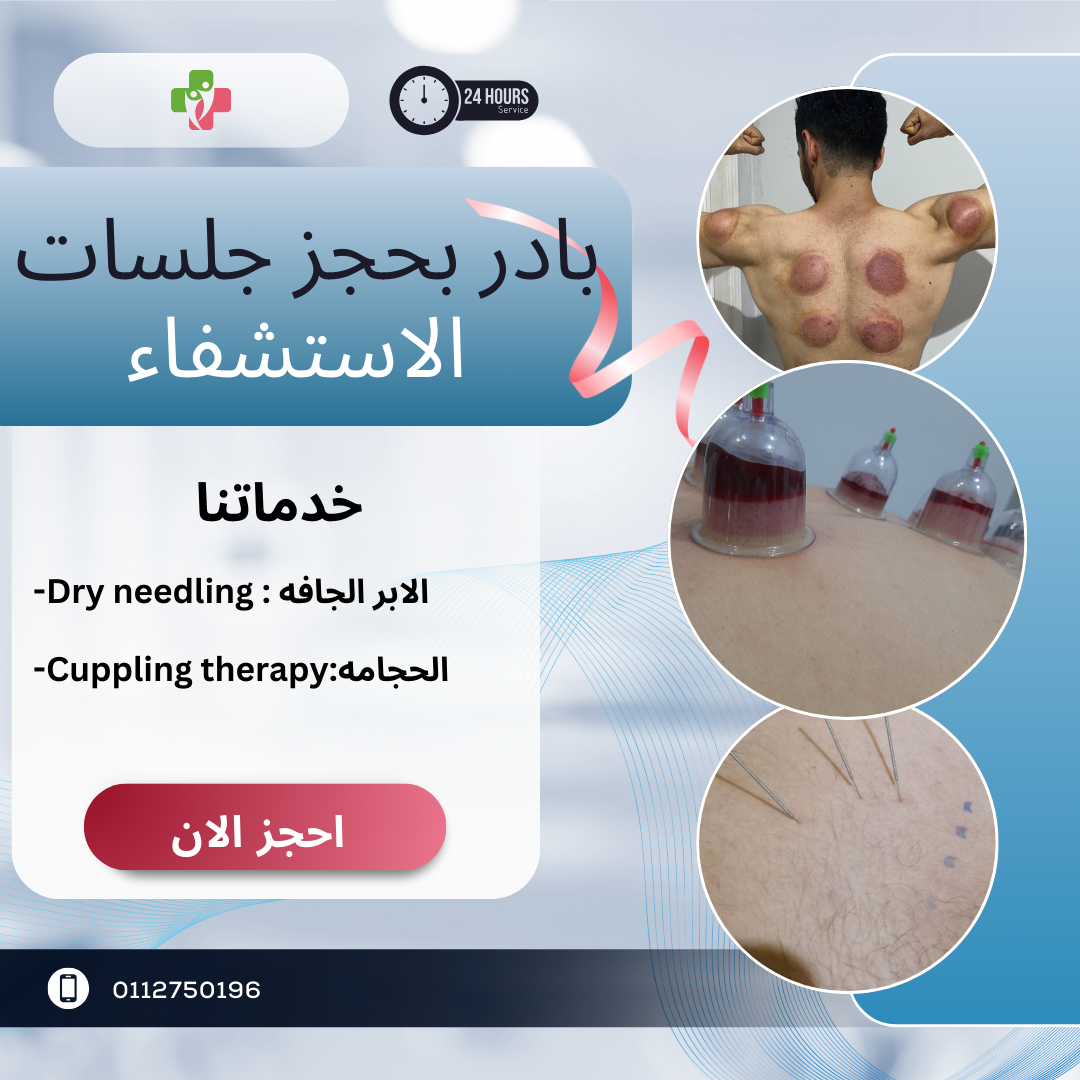 24 HOURS
Service
بادر بحجز جلسات
الاستشفاء
خدماتنا
-Dry needling : الابر الجافه
-Cuppling therapy:الحجامه
احجز الان
0112750196